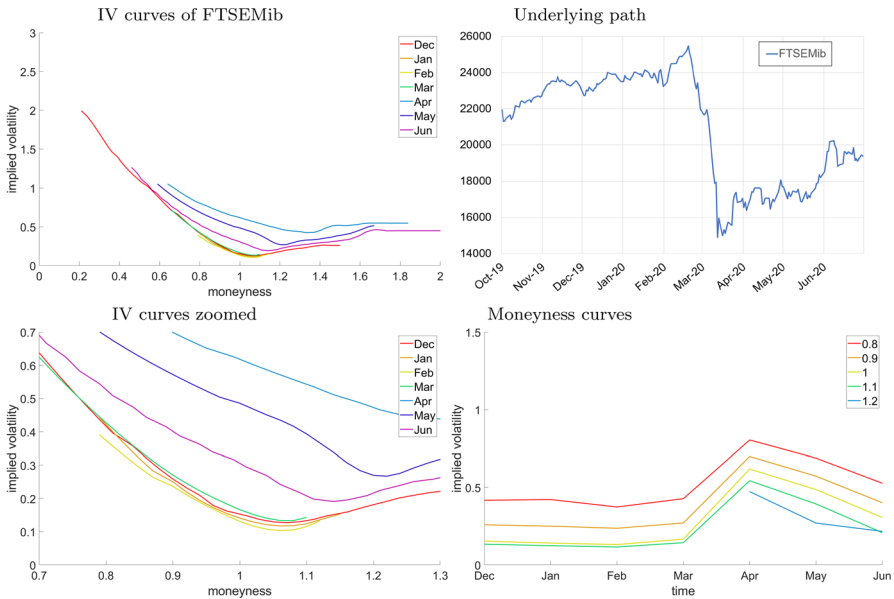 IV curves of FTSEMib
3
2.5
2
1.5
1
0.5
0
implied volatility
0 0.2 0.4 0.6 0.8 1 1.2 1.4 1.6 1.8 2
moneyness
Dec
Jan
Feb
Mar
Apr
May
Jun
Underlying path
26000
24000
22000
20000
18000
16000
14000
FTSEMib
Oct-19 Nov-19 Dec-19 Jan-20 Feb-20 Mar-20 Apr-20 May-20 Jun-20
IV curves zoomed
0.7
0.6
0.5
0.4
0.3
0.2
0.1
0
implied volatility
0.7 0.8 0.9 1 1.1 1.2 1.3
moneyness
Dec
Jan
Feb
Mar
Apr
May
Jun
Moneyness curves
1.5
1
0.5
0
implied volatility
Dec Jan Feb Mar Apr May Jun
time
0.8
0.9
1
1.1
1.2